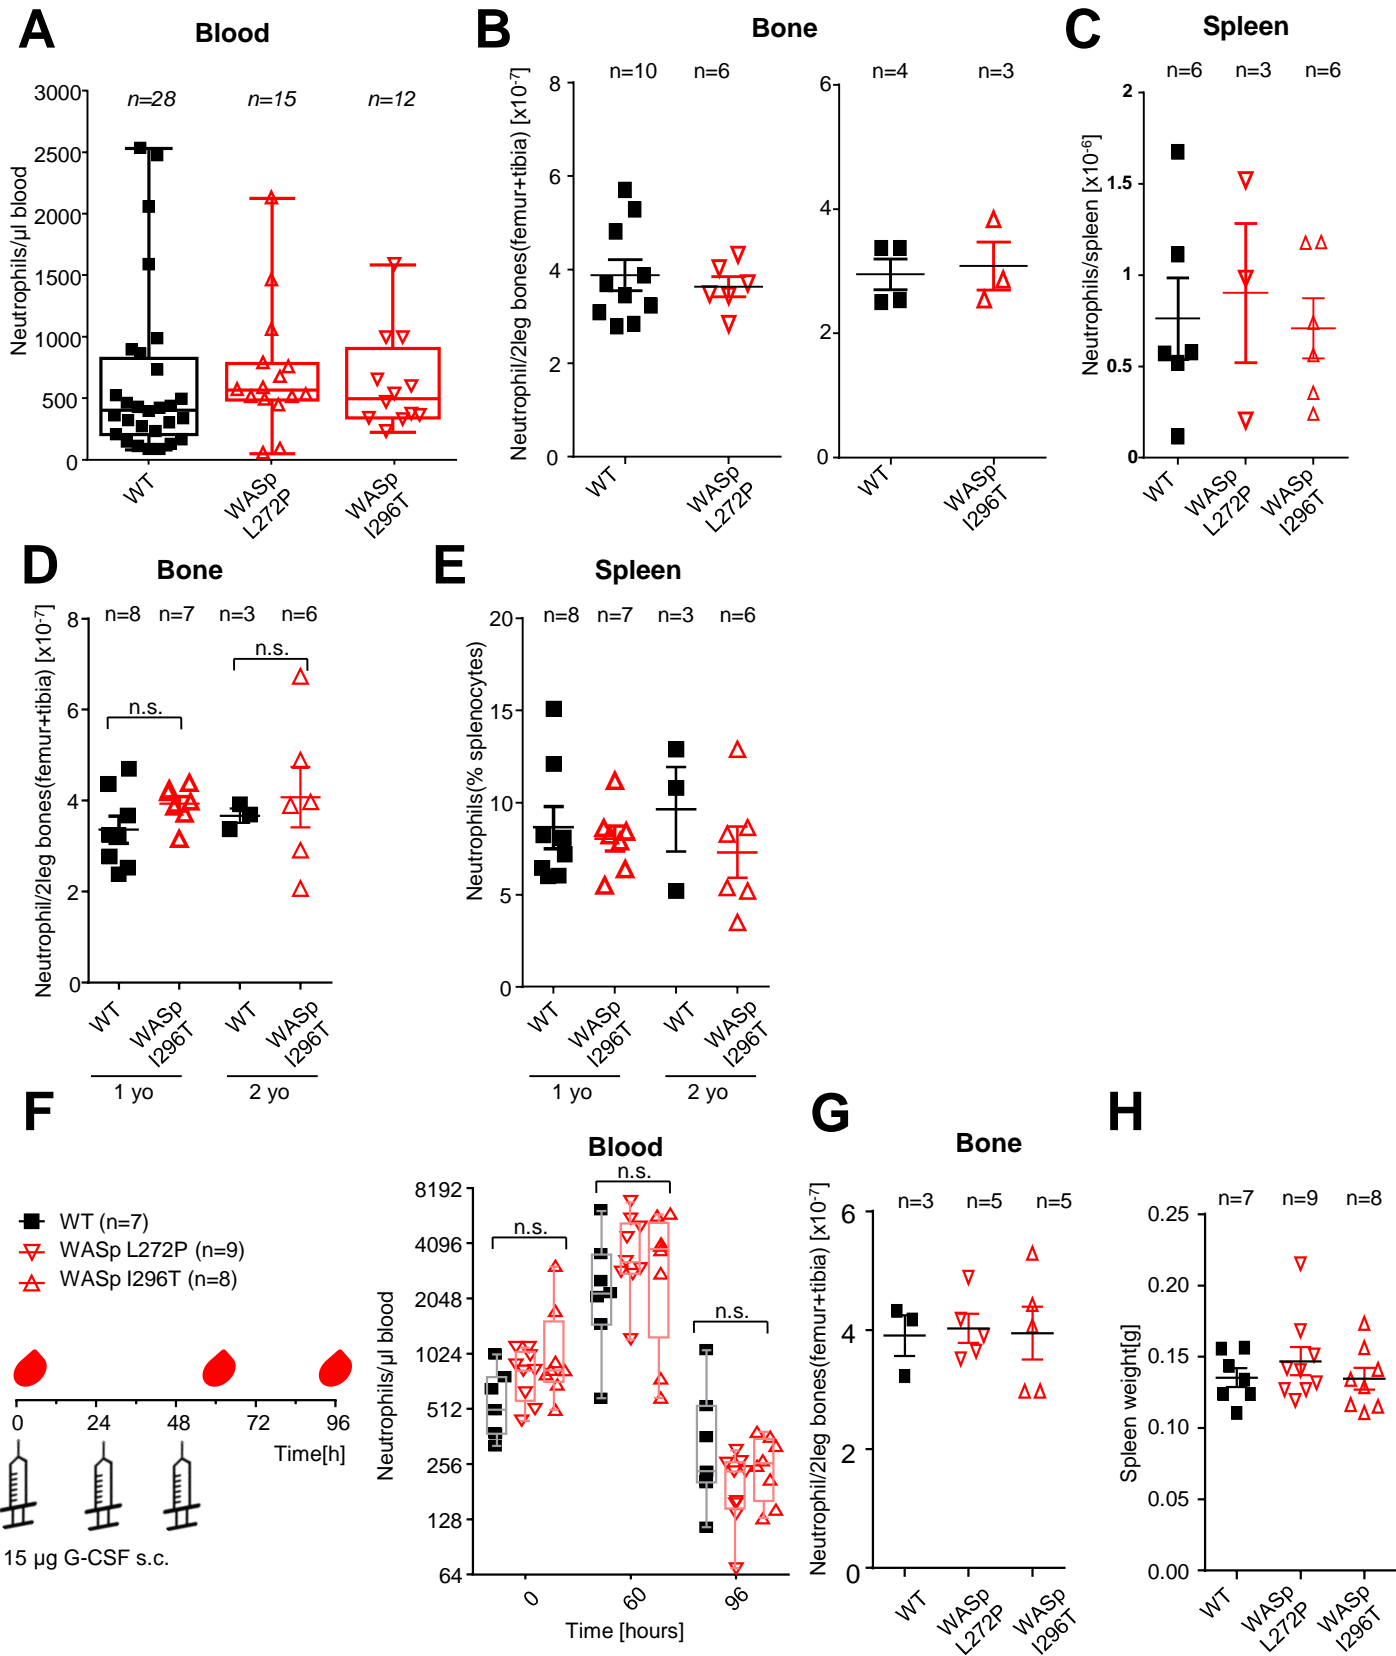 A
Blood
n=28
n=15
n=12
Neutrophils/µl blood
3000
2500
2000
1500
1000
500
0
WT
WASp
L272P
WASp
I296T
B
Bone
n=10
n=6
n=4
n=3
Neutrophil/2leg bones(femur+tibia) [x10-7]
8
6
4
2
0
WT
WASp
L272P
6
4
2
0
WT
WASp
I296T
C
Spleen
n=6
n=3
n=6
Neutrophils/spleen [x10-6]
2
1.5
1
0.5
0
WT
WASp
L272P
WASp
I296T
D
Bone
n=8
n=7
n=3
n=6
n.s.
n.s.
Neutrophil/2leg bones(femur+tibia) [x10-7]
8
6
4
2
0
WT
WASp
I296T
WT
WASp
I296T
1 yo
2 yo
E
Spleen
n=8
n=7
n=3
n=6
Neutrophils(% splenocytes)
20
15
10
5
0
WT
WASp
I296T
WT
WASp
I296T
1 yo
2 yo
F
WT (n=7)
WASp L272P (n=9)
WASp I296T (n=8)
0
24
48
72
96
Time[h]
15 µg G-CSF s.c.
Blood
n.s.
n.s.
n.s.
Neutrophils/µl blood
8192
4096
2048
1024
512
256
128
64
0
60
96
Time [hours]
G
Bone
n=3
n=5
n=5
Neutrophil/2leg bones(femur+tibia) [x10-7]
6
4
2
0
WT
WASp
L272P
WASp
I296T
H
n=7
n=9
n=8
Spleen weight[g]
0.25
0.20
0.15
0.10
0.05
0.00
WT
WASp
L272P
WASp
I296T